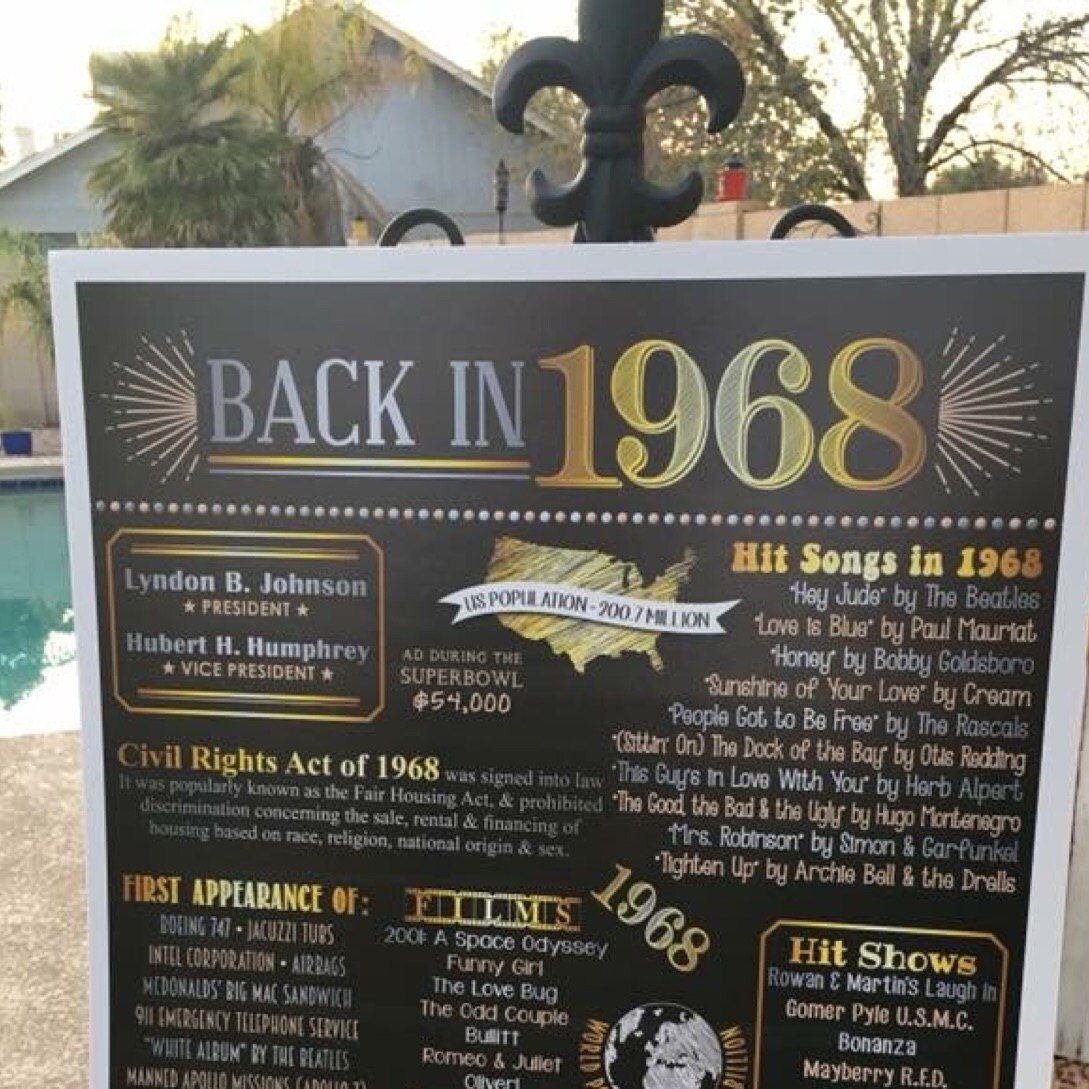 BACK IN 1968
Lyndon B. Johnson
★ PRESIDENT ★
Hubert H. Humphrey
★ VICE PRESIDENT ★
US POPULATION - 200.7 MILLION
AD DURING THE
SUPERBOWL
$54,000
Hit Songs in 1968
"Hey Jude" by The Beatles
"Love is Blue" by Paul Mauriat
"Honey" by Bobby Goldsboro
"Sunshine of Your Love" by Cream
"People Got to Be Free" by The Rascals
"(Sittin' On) The Dock of the Bay" by Otis Redding
"This Guy's in Love With You" by Herb Alpert
"The Good, the Bad & the Ugly" by Hugo Montenegro
"Mrs. Robinson" by Simon & Garfunkel
"Tighten Up" by Archie Bell & the Drells
Civil Rights Act of 1968 was signed into law
It was popularly known as the Fair Housing Act, & prohibited
discrimination concerning the sale, rental & financing of
housing based on race, religion, national origin & sex.
FIRST APPEARANCE OF:
BOEING 747 • JACUZZI TUBS
INTEL CORPORATION • AIRBAGS
MCDONALDS' BIG MAC SANDWICH
911 EMERGENCY TELEPHONE SERVICE
"WHITE ALBUM" BY THE BEATLES
MANNED APOLLO MISSIONS (APOLLO 7)
FILMS
2001: A Space Odyssey
Funny Girl
The Love Bug
The Odd Couple
Bullitt
Romeo & Juliet
Oliver!
1968
WORLD
Hit Shows
Rowan & Martin's Laugh in
Gomer Pyle U.S.M.C.
Bonanza
Mayberry R.F.D.